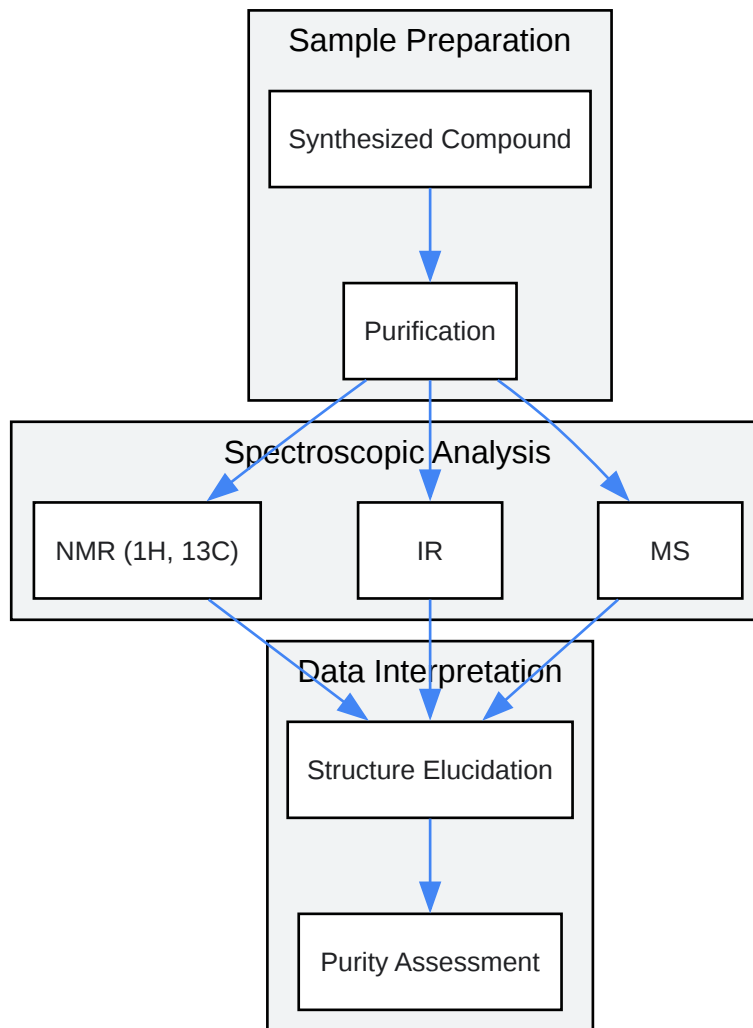 Sample Preparation
Synthesized Compound
Purification
Spectroscopic Analysis
NMR (1H, 13C)
IR
MS
Data Interpretation
Structure Elucidation
Purity Assessment